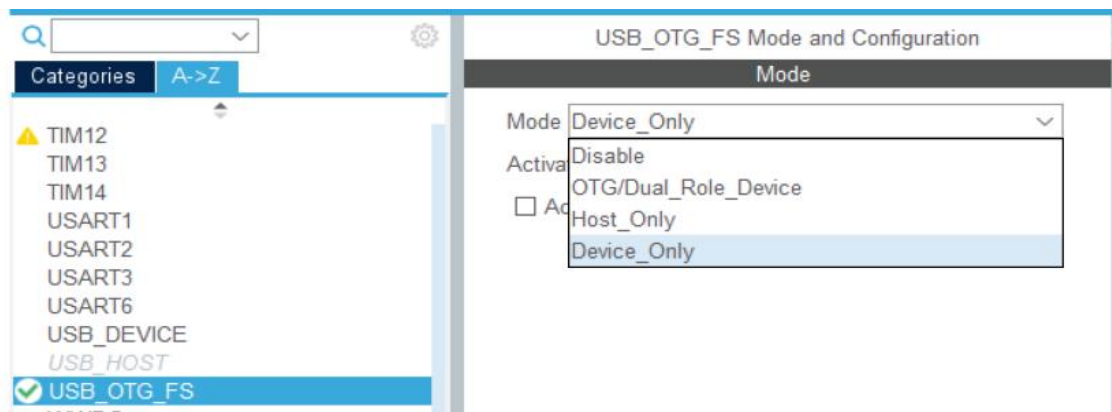 Categories
A->Z
TIM12
TIM13
TIM14
USART1
USART2
USART3
USART6
USB_DEVICE
USB_HOST
USB_OTG_FS
USB_OTG_FS Mode and Configuration
Mode
Mode Device_Only
Disable
OTG/Dual_Role_Device
Host_Only
Device_Only